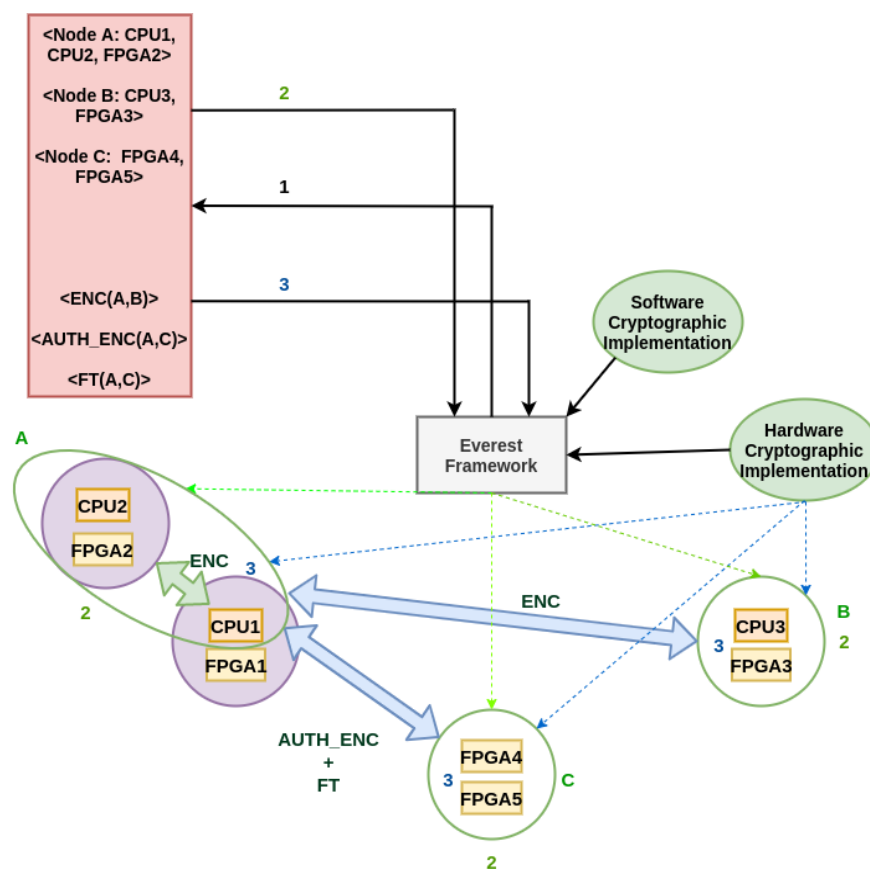 <Node A: CPU1,
CPU2, FPGA2>
<Node B: CPU3,
FPGA3>
<Node C: FPGA4,
FPGA5>
<ENC(A,B)>
<AUTH_ENC(A,C)>
<FT(A,C)>
2
1
3
Software
Cryptographic
Implementation
Hardware
Cryptographic
Implementation
Everest
Framework
A
CPU2
FPGA2
ENC
3
2
CPU1
FPGA1
ENC
B
CPU3
3
2
FPGA3
AUTH_ENC
+
FT
FPGA4
3
C
FPGA5
2